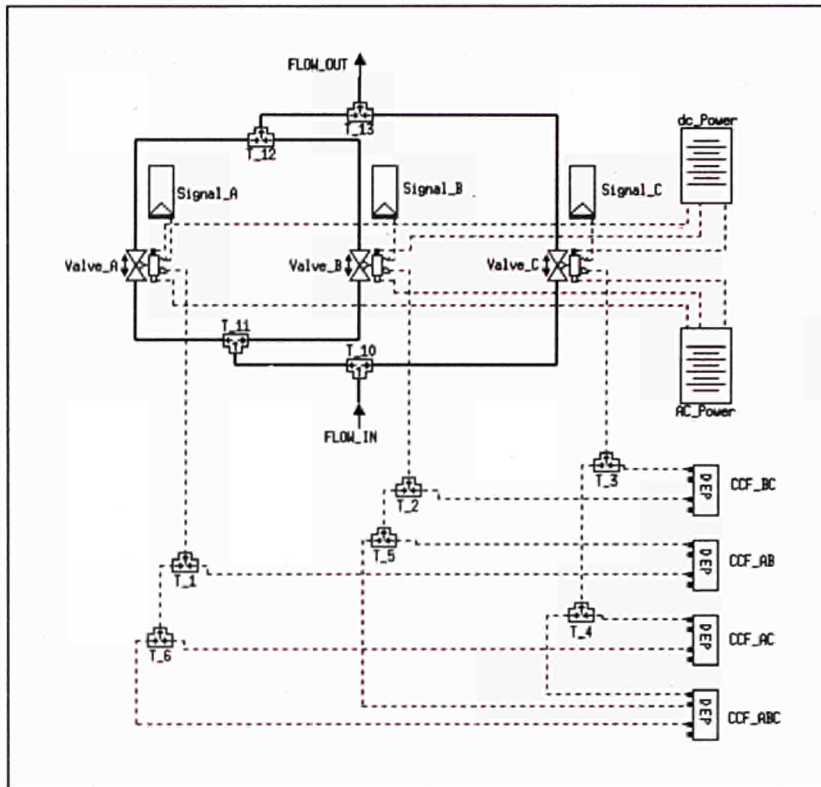 FLOW_OUT
T_13
dc_Power
T_12
Signal_A
Signal_B
Signal_C
Valve_A
Valve_B
Valve_C
T_11
T_10
AC_Power
FLOW_IN
T_3
DEP
CCF_BC
T_2
T_5
DEP
CCF_AB
T_1
DEP
CCF_AC
T_4
T_6
DEP
CCF_ABC